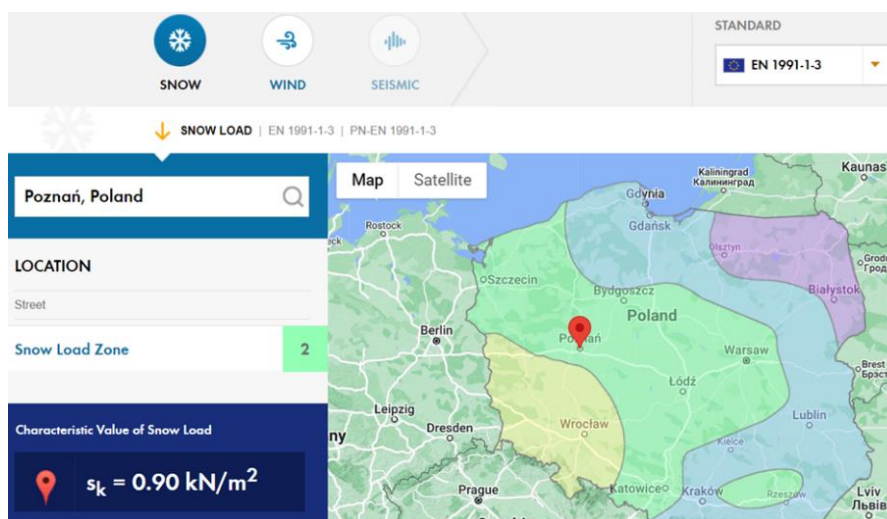 STANDARD
EN 1991-1-3
SNOW
WIND
SEISMIC
SNOW LOAD | EN 1991-1-3 | PN-EN 1991-1-3
Poznań, Poland
LOCATION
Street
Snow Load Zone 2
Characteristic Value of Snow Load
sk = 0.90 kN/m2
Map Satellite
Kaliningrad
Калининград
Kaunas
Gdynia
Gdańsk
Rostock
Olsztyn
Szczecin
Białystok
Bydgoszcz
Poland
Berlin
Poznań
Warsaw
Brest
Łódź
Leipzig
Dresden
Wrocław
Lublin
ny
Kielce
Prague
Katowice
Kraków
Rzeszów
Lviv